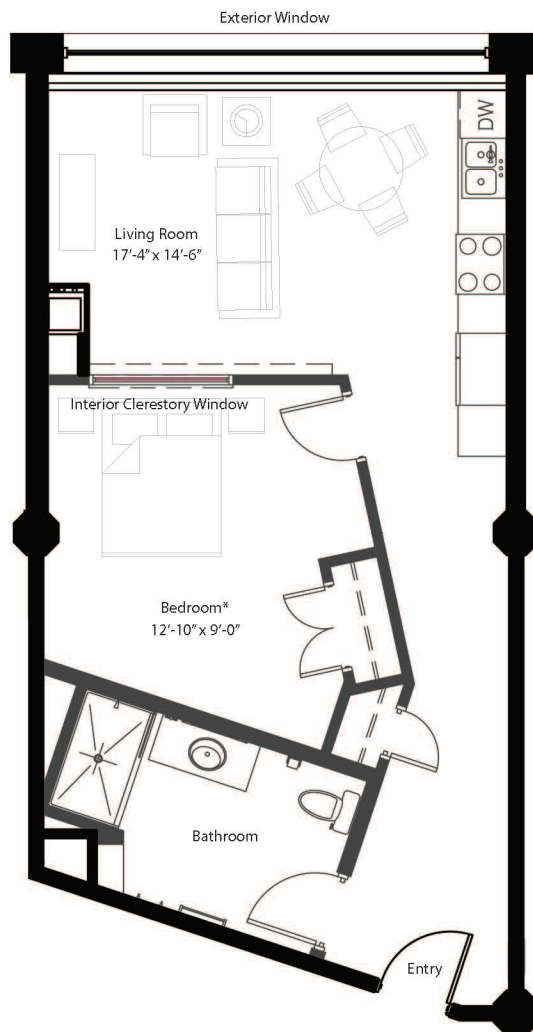 Exterior Window
DW
Living Room
17’-4” x 14’-6”
Interior Clerestory Window
Bedroom*
12’-10” x 9’-0”
Bathroom
Entry